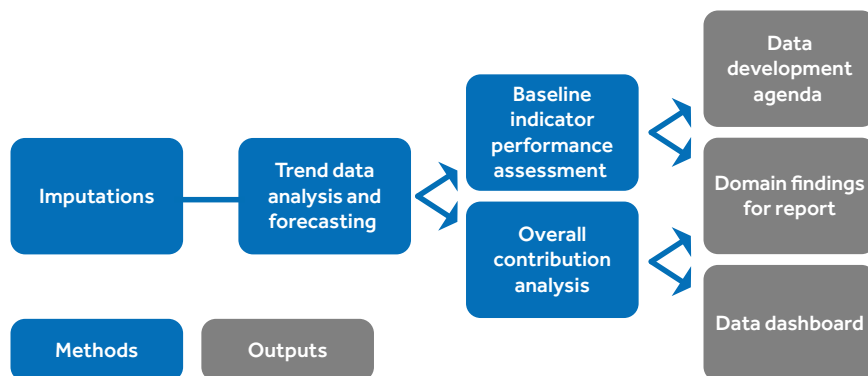 Imputations
Trend data
analysis and
forecasting
Baseline
indicator
performance
assessment
Overall
contribution
analysis
Data
development
agenda
Domain findings
for report
Data dashboard
Methods
Outputs